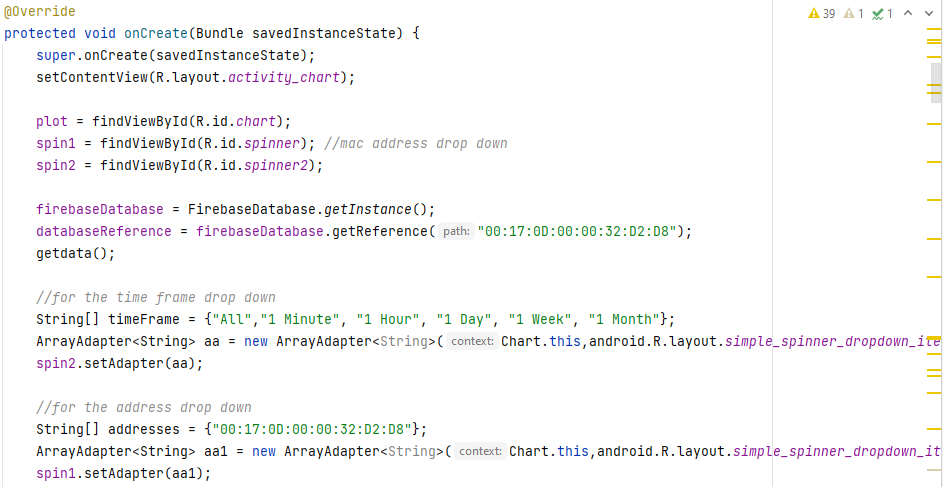 @Override
39 1 1
protected void onCreate(Bundle savedInstanceState) {
super.onCreate(savedInstanceState);
setContentView(R.layout.activity_chart);
plot = findViewById(R.id.chart);
spin1 = findViewById(R.id.spinner); //mac address drop down
spin2 = findViewById(R.id.spinner2);
firebaseDatabase = FirebaseDatabase.getInstance();
databaseReference = firebaseDatabase.getReference( path: "00:17:0D:00:00:32:D2:D8");
getdata();
//for the time frame drop down
String[] timeFrame = {"All","1 Minute", "1 Hour", "1 Day", "1 Week", "1 Month"};
ArrayAdapter<String> aa = new ArrayAdapter<String>( context: Chart.this,android.R.layout.simple_spinner_dropdown_ite
spin2.setAdapter(aa);
//for the address drop down
String[] addresses = {"00:17:0D:00:00:32:D2:D8"};
ArrayAdapter<String> aa1 = new ArrayAdapter<String>( context: Chart.this,android.R.layout.simple_spinner_dropdown_it
spin1.setAdapter(aa1);